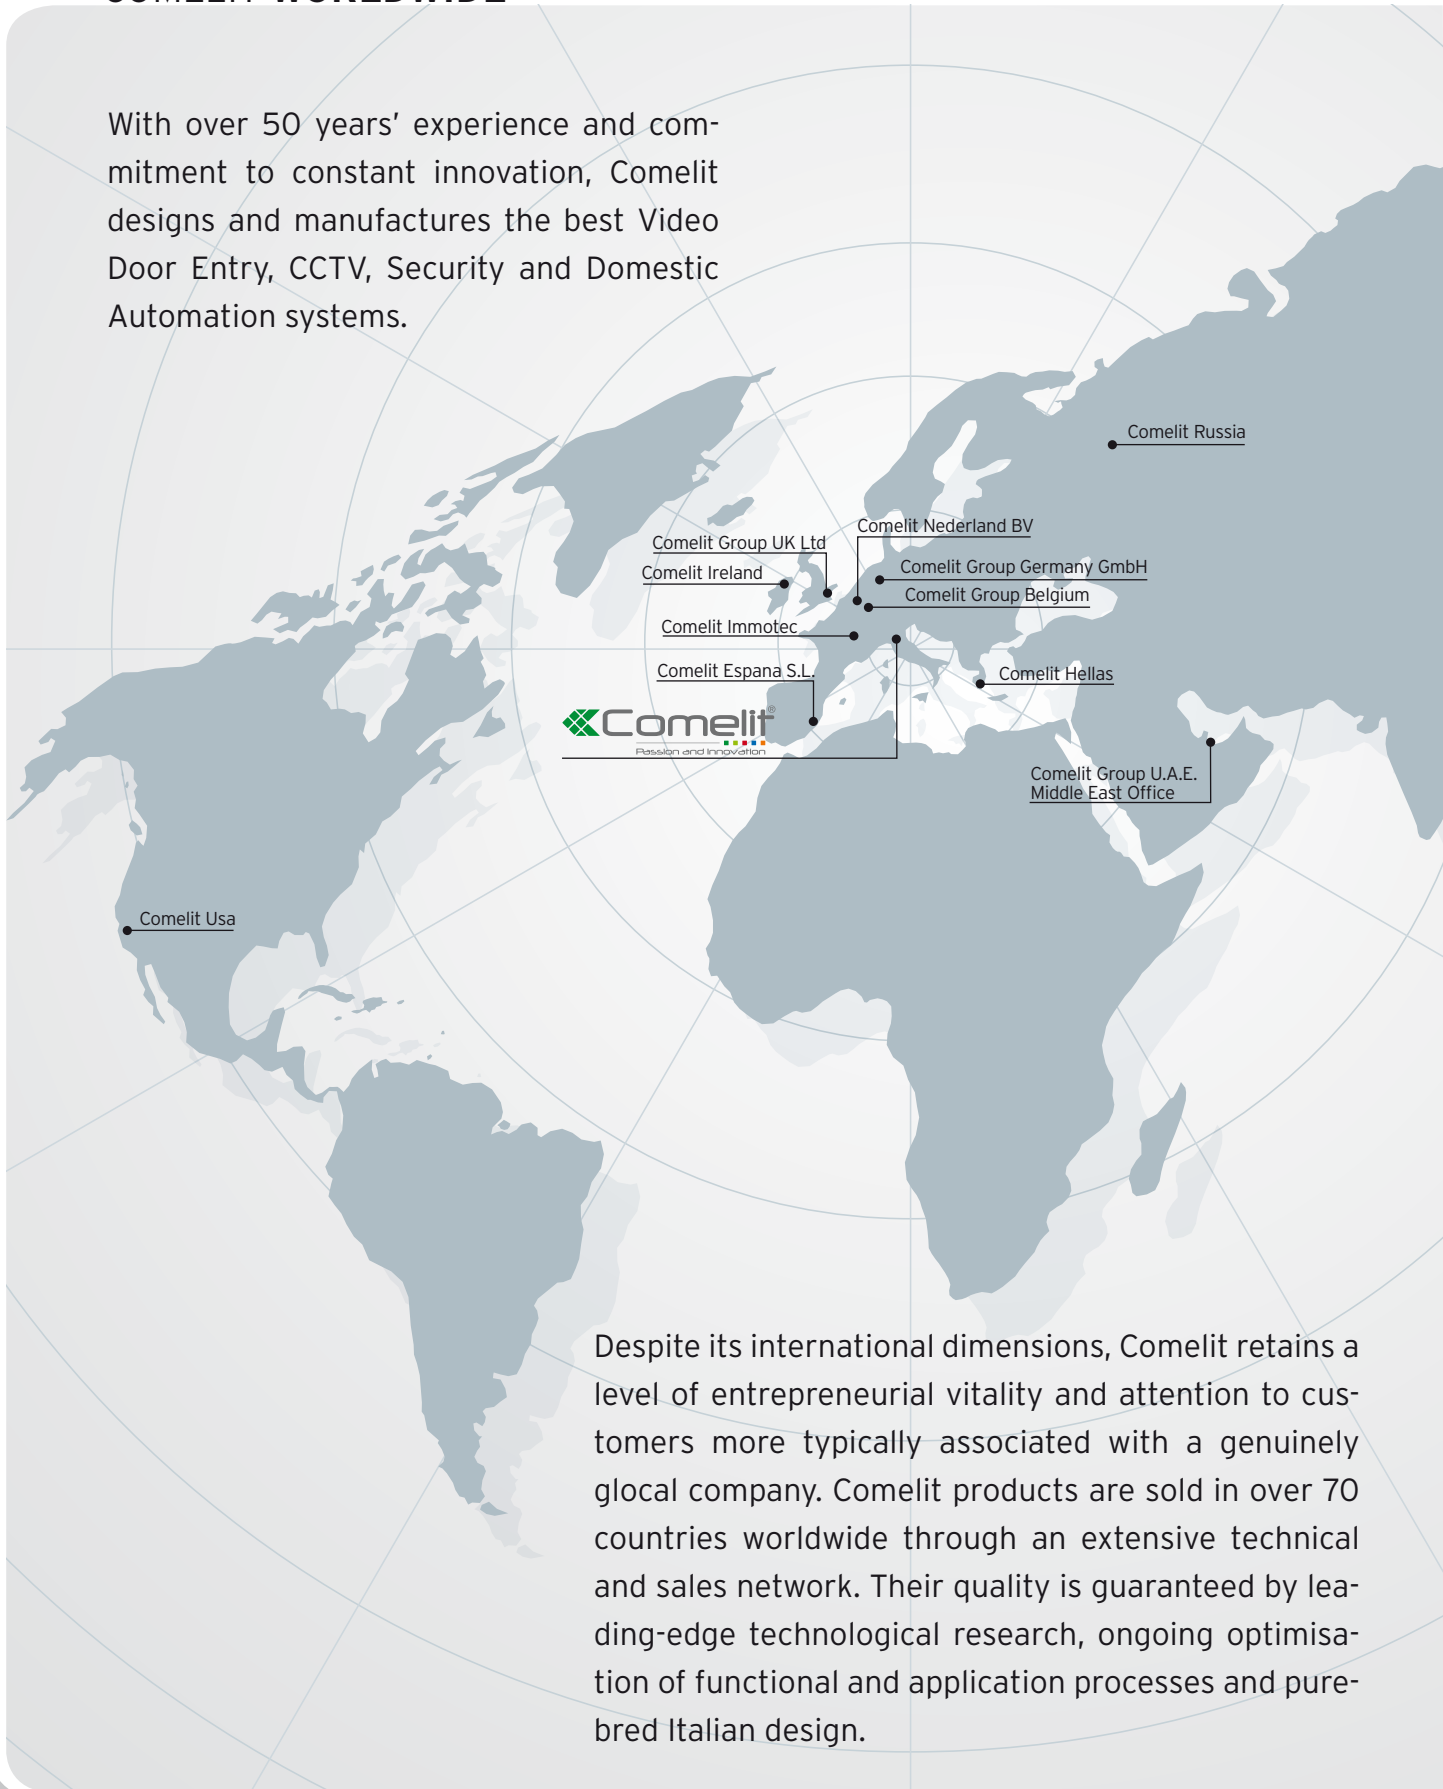 COMELIT WORLDWIDE
With over 50 years’ experience and com-
mitment to constant innovation, Comelit
designs and manufactures the best Video
Door Entry, CCTV, Security and Domestic
Automation systems.
Comelit Russia
Comelit Nederland BV
Comelit Group UK Ltd
Comelit Group Germany GmbH
Comelit Ireland
Comelit Group Belgium
Comelit Immotec
Comelit Espana S.L.
Comelit Hellas
Comelit®
Passion and Innovation
Comelit Group U.A.E.
Middle East Office
Comelit Usa
Despite its international dimensions, Comelit retains a
level of entrepreneurial vitality and attention to cus-
tomers more typically associated with a genuinely
glocal company. Comelit products are sold in over 70
countries worldwide through an extensive technical
and sales network. Their quality is guaranteed by lea-
ding-edge technological research, ongoing optimisa-
tion of functional and application processes and pure-
bred Italian design.